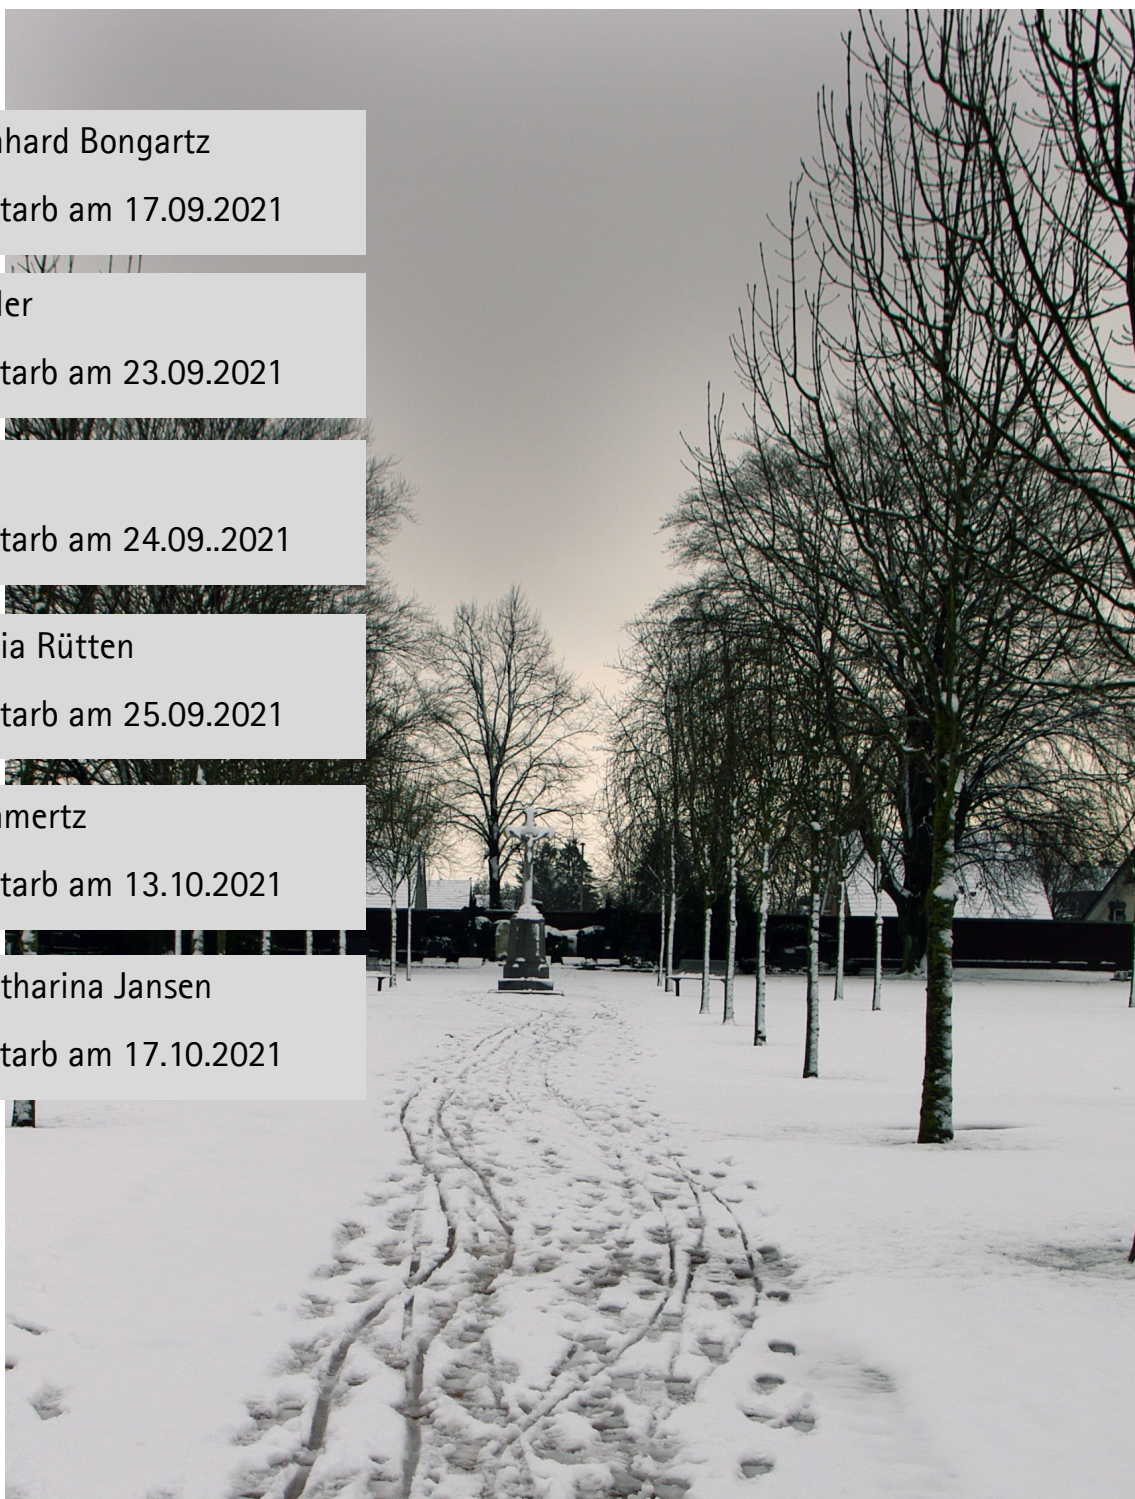 hard Bongartz
tarb am 17.09.2021
ler
tarb am 23.09.2021
tarb am 24.09..2021
ia Rütten
tarb am 25.09.2021
mertz
tarb am 13.10.2021
tharina Jansen
tarb am 17.10.2021